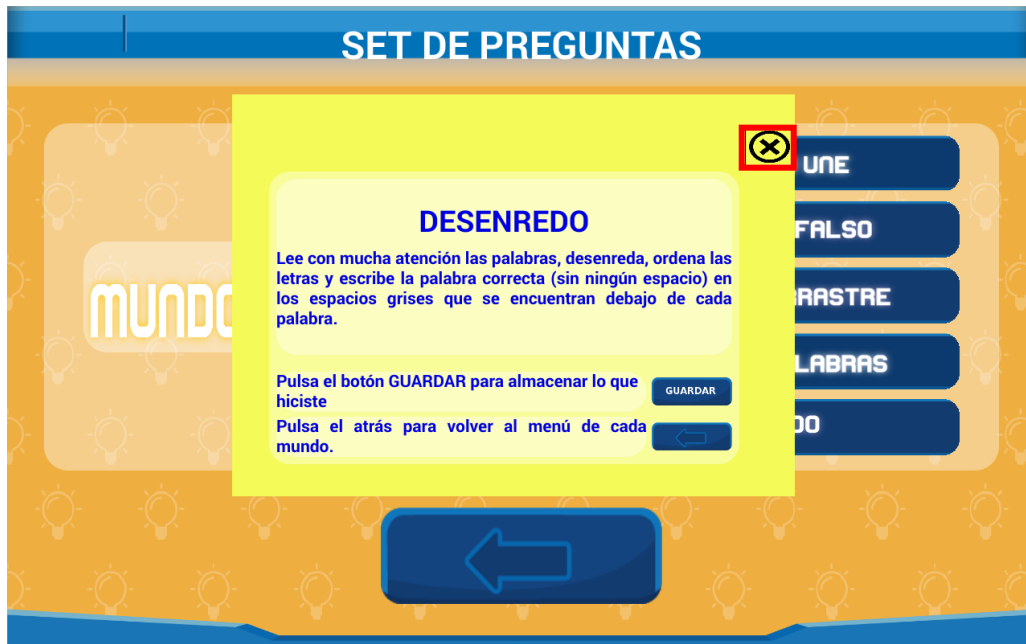 SET DE PREGUNTAS
UNE
DESENREDO
FALSO
Lee con mucha atención las palabras, desenreda, ordena las
letras y escribe la palabra correcta (sin ningún espacio) en
los espacios grises que se encuentran debajo de cada
palabra.
MUNDO
RRASTRE
LABRAS
Pulsa el botón GUARDAR para almacenar lo que
hiciste
GUARDAR
DO
Pulsa el atrás para volver al menú de cada
mundo.